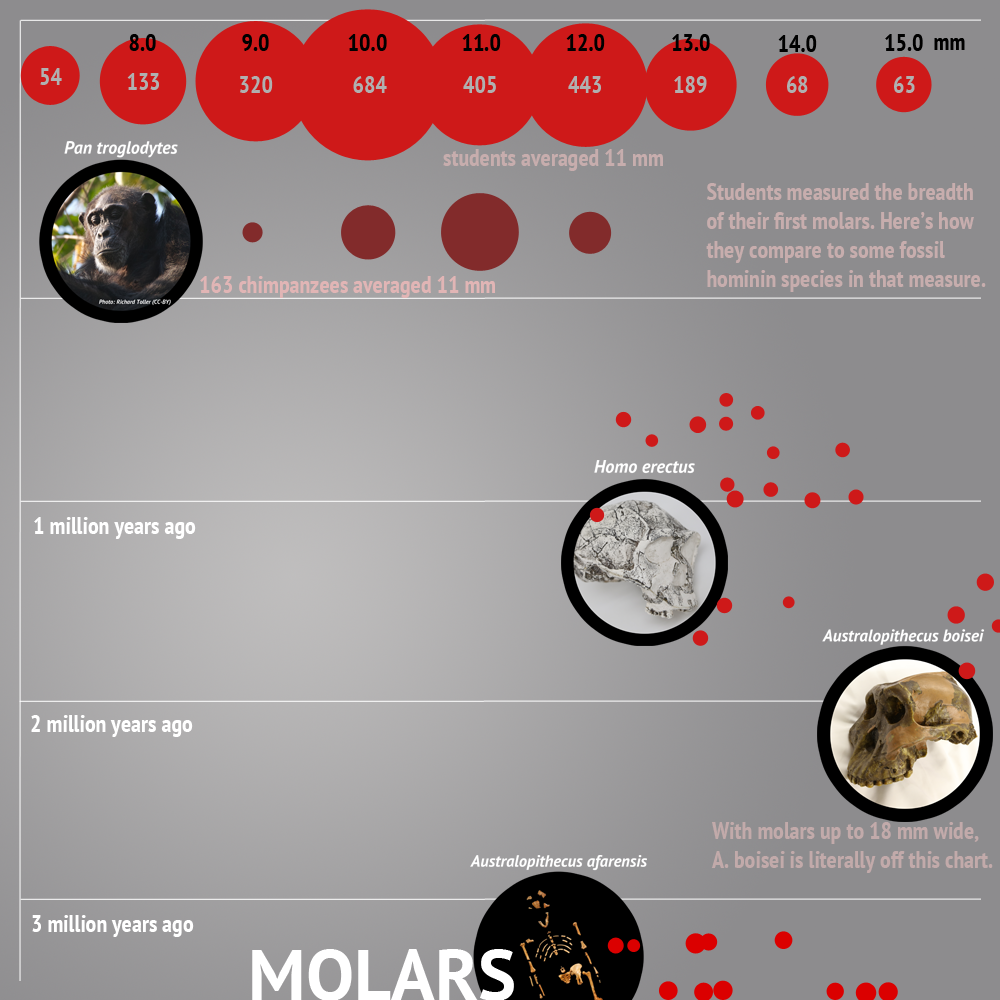 8.0 9.0 10.0 11.0 12.0 13.0 14.0 15.0 mm
54 133 320 684 405 443 189 68 63
Pan troglodytes
students averaged 11 mm
Students measured the breadth
of their first molars. Here's how
they compare to some fossil
hominin species in that measure.
163 chimpanzees averaged 11 mm
Photo: Richard Toller (CC-BY)
Homo erectus
1 million years ago
Australopithecus boisei
2 million years ago
With molars up to 18 mm wide,
A. boisei is literally off this chart.
Australopithecus afarensis
3 million years ago
MOLARS